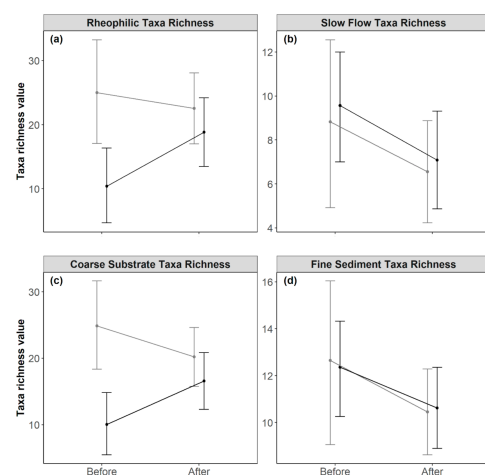 Rheophilic Taxa Richness
(a)
Taxa richness value
30
20
10
Slow Flow Taxa Richness
(b)
12
10
8
6
4
Coarse Substrate Taxa Richness
(c)
Taxa richness value
30
20
10
Before After
Fine Sediment Taxa Richness
(d)
16
14
12
10
Before After